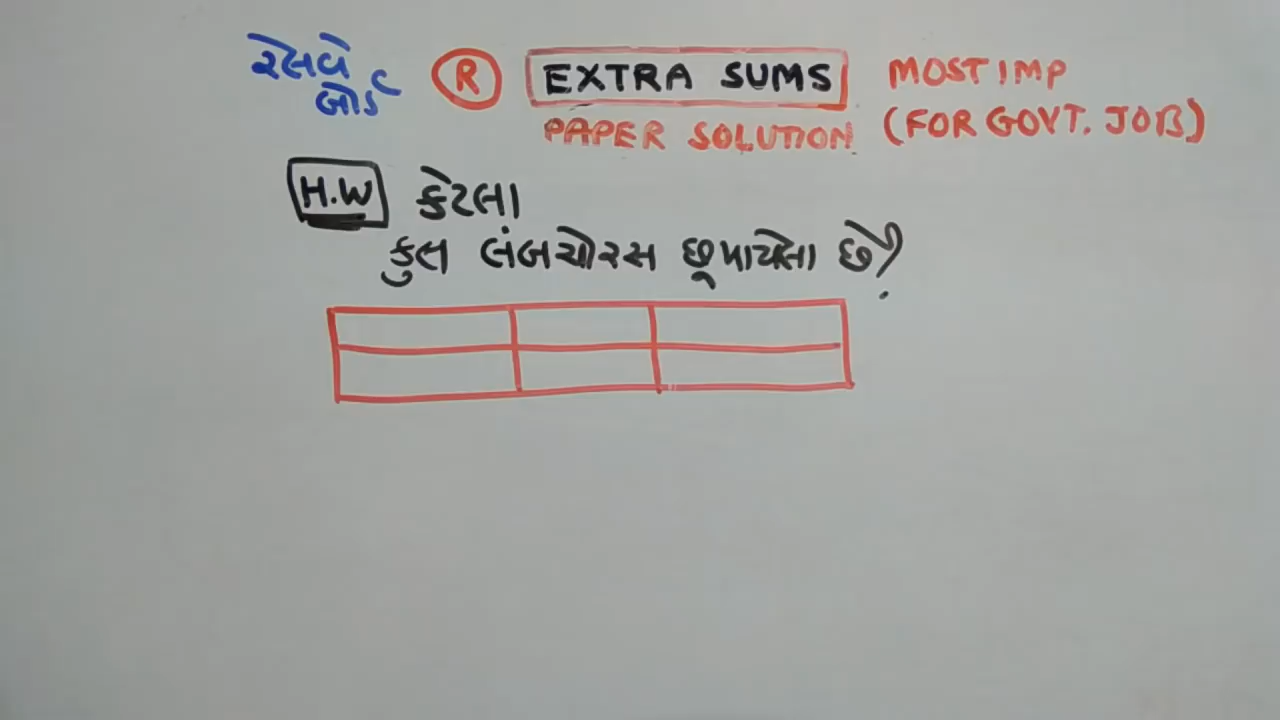 રેલવે બોર્ડ Ⓡ EXTRA SUMS MOST IMP
PAPER SOLUTION (FOR GOVT. JOB)
H.W કેટલા
કુલ લંબચોરસ છૂપાયેલા છે?